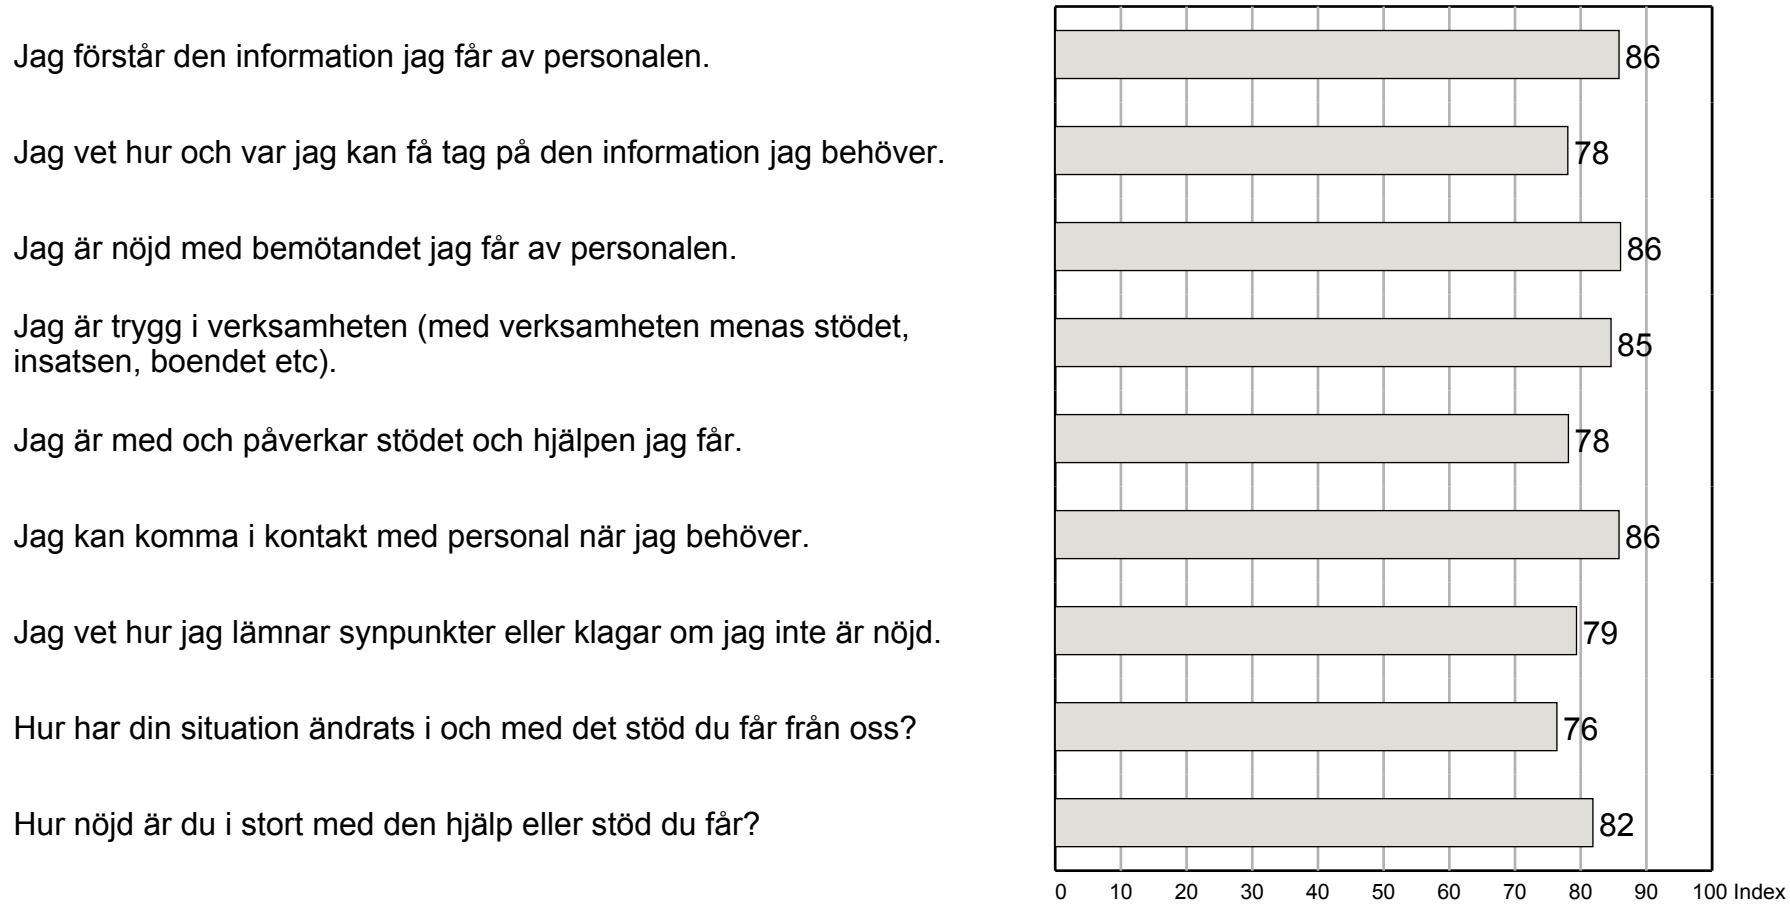 Jag förstår den information jag får av personalen.
86
Jag vet hur och var jag kan få tag på den information jag behöver.
78
Jag är nöjd med bemötandet jag får av personalen.
86
Jag är trygg i verksamheten (med verksamheten menas stödet,
insatsen, boendet etc).
85
Jag är med och påverkar stödet och hjälpen jag får.
78
Jag kan komma i kontakt med personal när jag behöver.
86
Jag vet hur jag lämnar synpunkter eller klagar om jag inte är nöjd.
79
Hur har din situation ändrats i och med det stöd du får från oss?
76
Hur nöjd är du i stort med den hjälp eller stöd du får?
82
0 10 20 30 40 50 60 70 80 90 100 Index